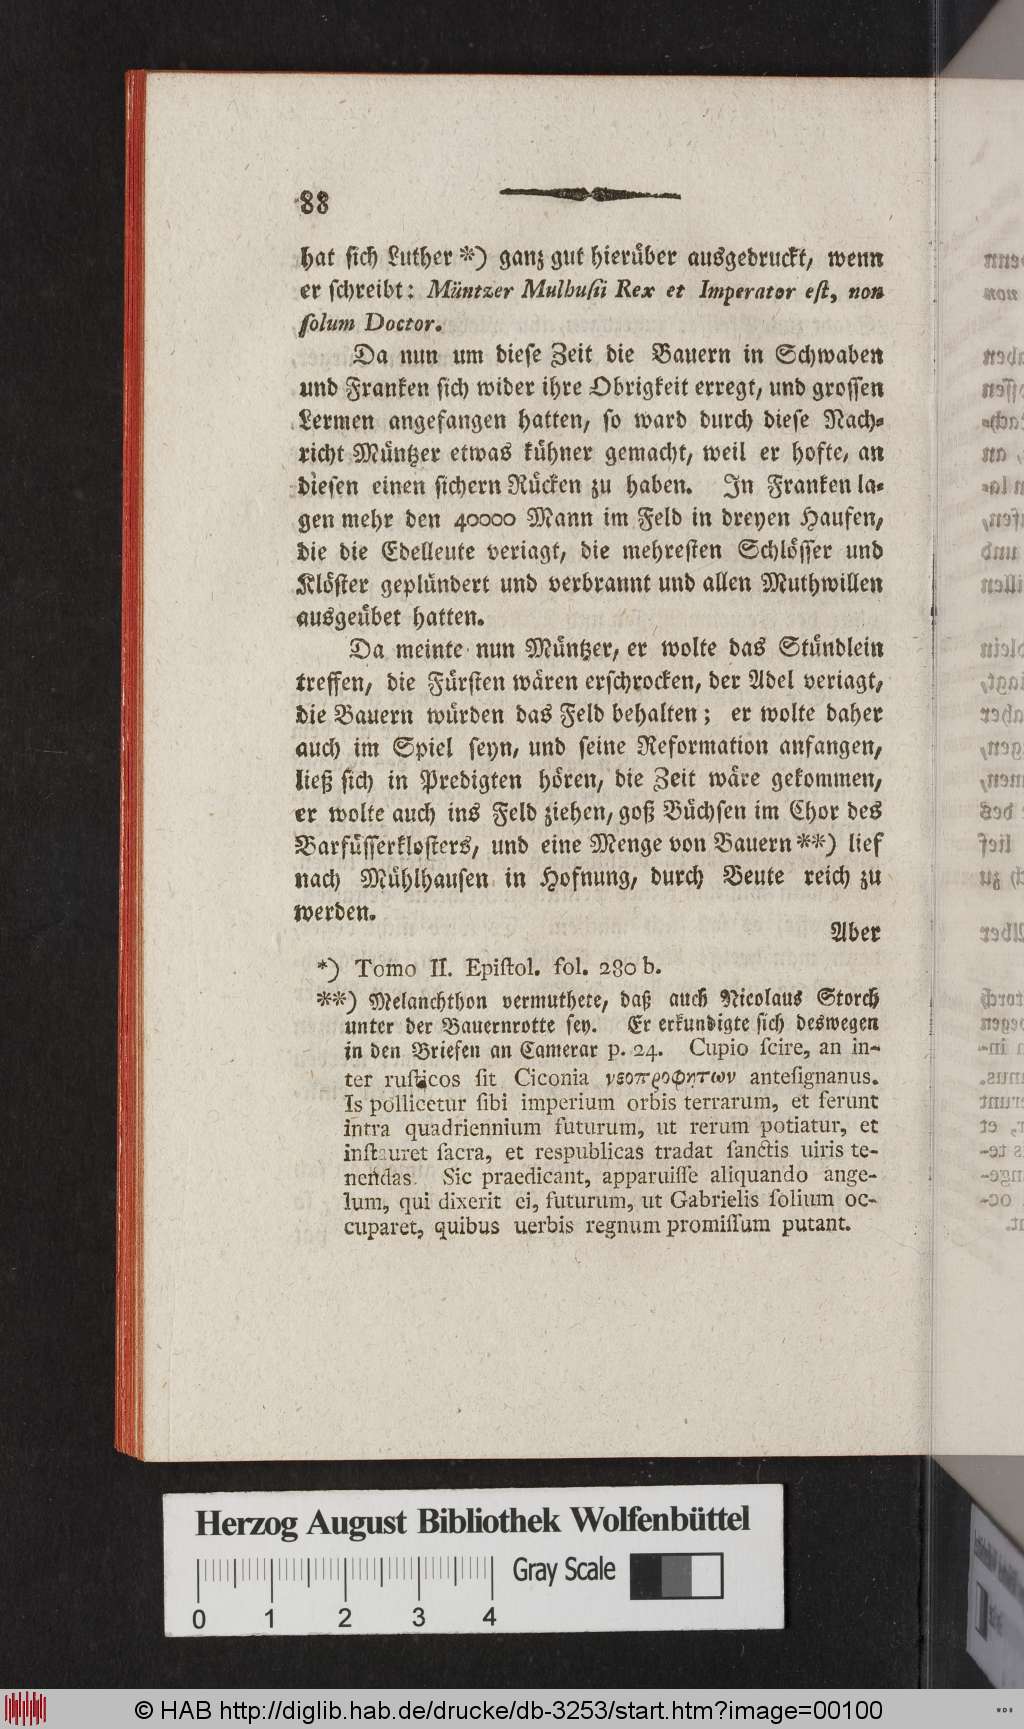 88
hat ſich Luther *) ganz gut hierüber ausgedruckt, wenn
er ſchreibt: Müntzer Mulhuſii Rex et Imperator eſt, non
ſolum Doctor.
Da nun um dieſe Zeit die Bauern in Schwaben
und Franken ſich wider ihre Obrigkeit erregt, und groſſen
Lermen angefangen hatten, ſo ward durch dieſe Nach-
richt Müntzer etwas kühner gemacht, weil er hofte, an
dieſen einen ſichern Rücken zu haben. In Franken la-
gen mehr den 40000 Mann im Feld in dreyen Haufen,
die die Edelleute veriagt, die mehreſten Schlöſſer und
Klöſter geplündert und verbrannt und allen Muthwillen
ausgeübet hatten.
Da meinte nun Müntzer, er wolte das Stündlein
treffen, die Fürſten wären erſchrocken, der Adel veriagt,
die Bauern würden das Feld behalten; er wolte daher
auch im Spiel ſeyn, und ſeine Reformation anfangen,
ließ ſich in Predigten hören, die Zeit wäre gekommen,
er wolte auch ins Feld ziehen, goß Büchſen im Chor des
Barfüſſerkloſters, und eine Menge von Bauern **) lief
nach Mühlhauſen in Hofnung, durch Beute reich zu
werden.
Aber
*) Tomo II. Epiſtol. fol. 280 b.
**) Melanchthon vermuthete, daß auch Nicolaus Storch
unter der Bauernrotte ſey. Er erkundigte ſich deswegen
in den Briefen an Camerar p. 24. Cupio ſcire, an in-
ter ruſticos ſit Ciconia νεοπροφητων anteſignanus.
Is pollicetur ſibi imperium orbis terrarum, et ferunt
intra quadriennium futurum, ut rerum potiatur, et
inſtauret ſacra, et respublicas tradat ſanctis uiris te-
nendas. Sic praedicant, apparuiſſe aliquando ange-
lum, qui dixerit ei, futurum, ut Gabrielis ſolium oc-
cuparet, quibus uerbis regnum promiſſum putant.
Herzog August Bibliothek Wolfenbüttel
Gray Scale
0 1 2 3 4
© HAB http://diglib.hab.de/drucke/db-3253/start.htm?image=00100